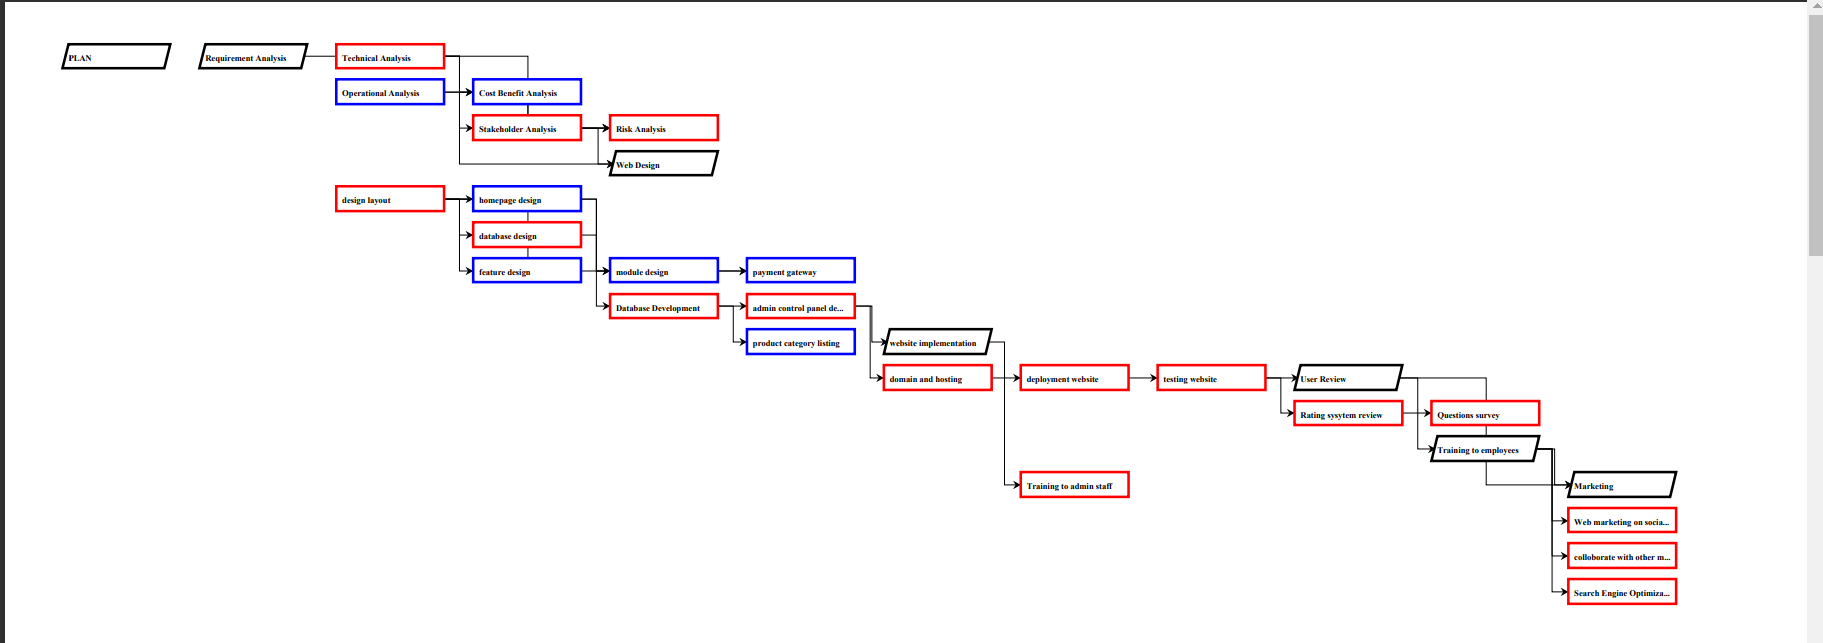 PLAN
Requirement Analysis
Technical Analysis
Operational Analysis
Cost Benefit Analysis
Stakeholder Analysis
Risk Analysis
Web Design
design layout
homepage design
database design
feature design
module design
payment gateway
Database Development
admin control panel de...
product category listing
website implementation
domain and hosting
deployment website
testing website
User Review
Rating sysytem review
Questions survey
Training to employees
Training to admin staff
Marketing
Web marketing on socia...
colloborate with other m...
Search Engine Optimiza...